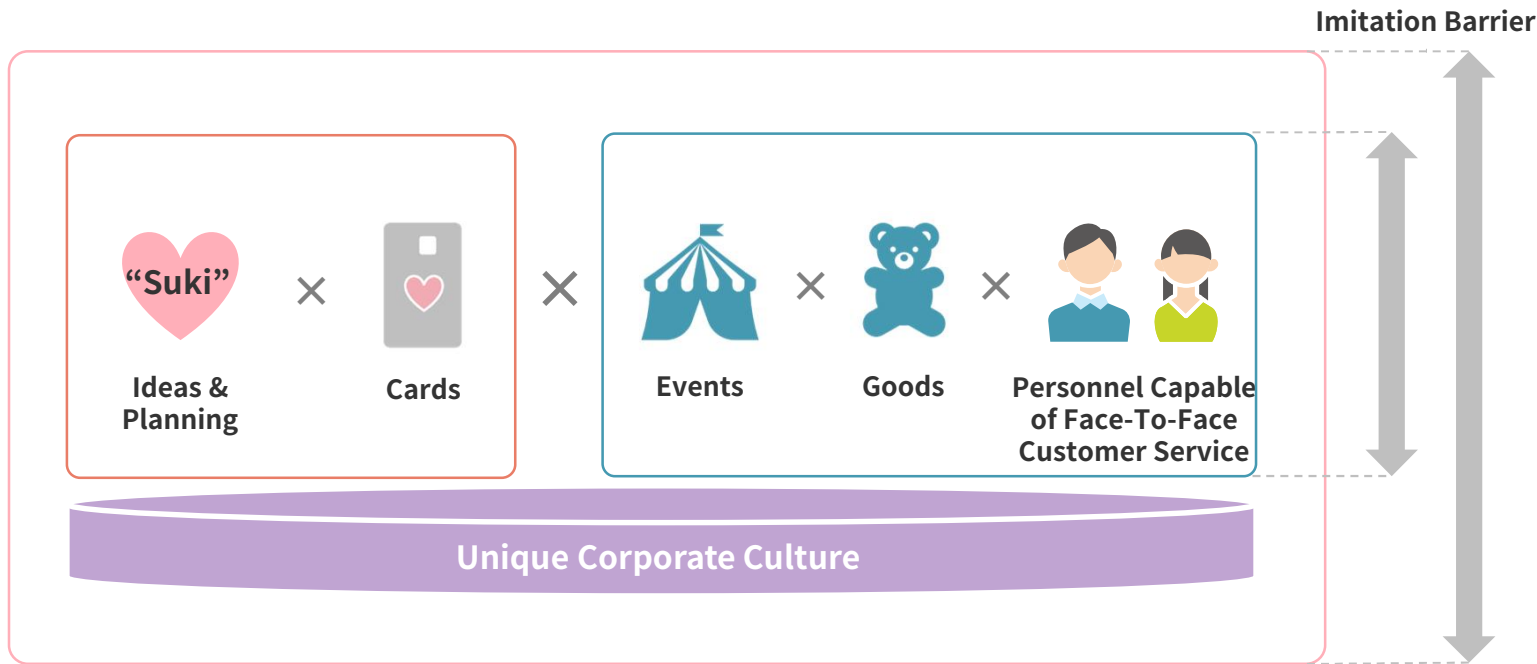 Imitation Barrier
“Suki”
Ideas &
Planning
Cards
Events
Goods
Personnel Capable
of Face-To-Face
Customer Service
Unique Corporate Culture